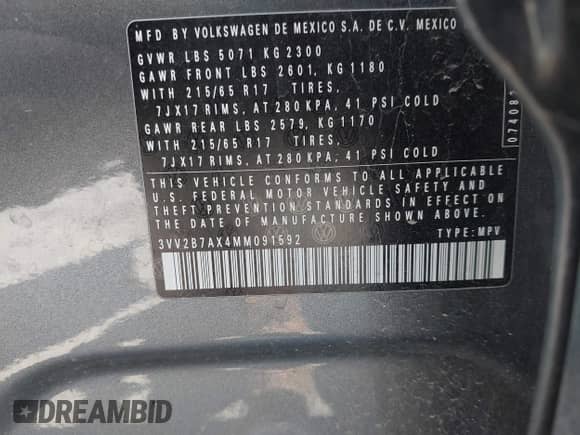 MFD BY VOLKSWAGEN DE MEXICO S.A. DE C.V. MEXICO
GVWR LBS 5071 KG 2300
GAWR FRONT LBS 2601, KG 1180
WITH 215/65 R17 TIRES,
7JX17 RIMS, AT 280 KPA, 41 PSI COLD
GAWR REAR LBS 2579, KG 1170
WITH 215/65 R17 TIRES,
7JX17 RIMS, AT 280 KPA, 41 PSI COLD
THIS VEHICLE CONFORMS TO ALL APPLICABLE
U.S. FEDERAL MOTOR VEHICLE SAFETY AND
THEFT PREVENTION STANDARDS IN EFFECT ON
THE DATE OF MANUFACTURE SHOWN ABOVE.
3VV2B7AX4MM091592 TYPE: MPV
DREAMBID